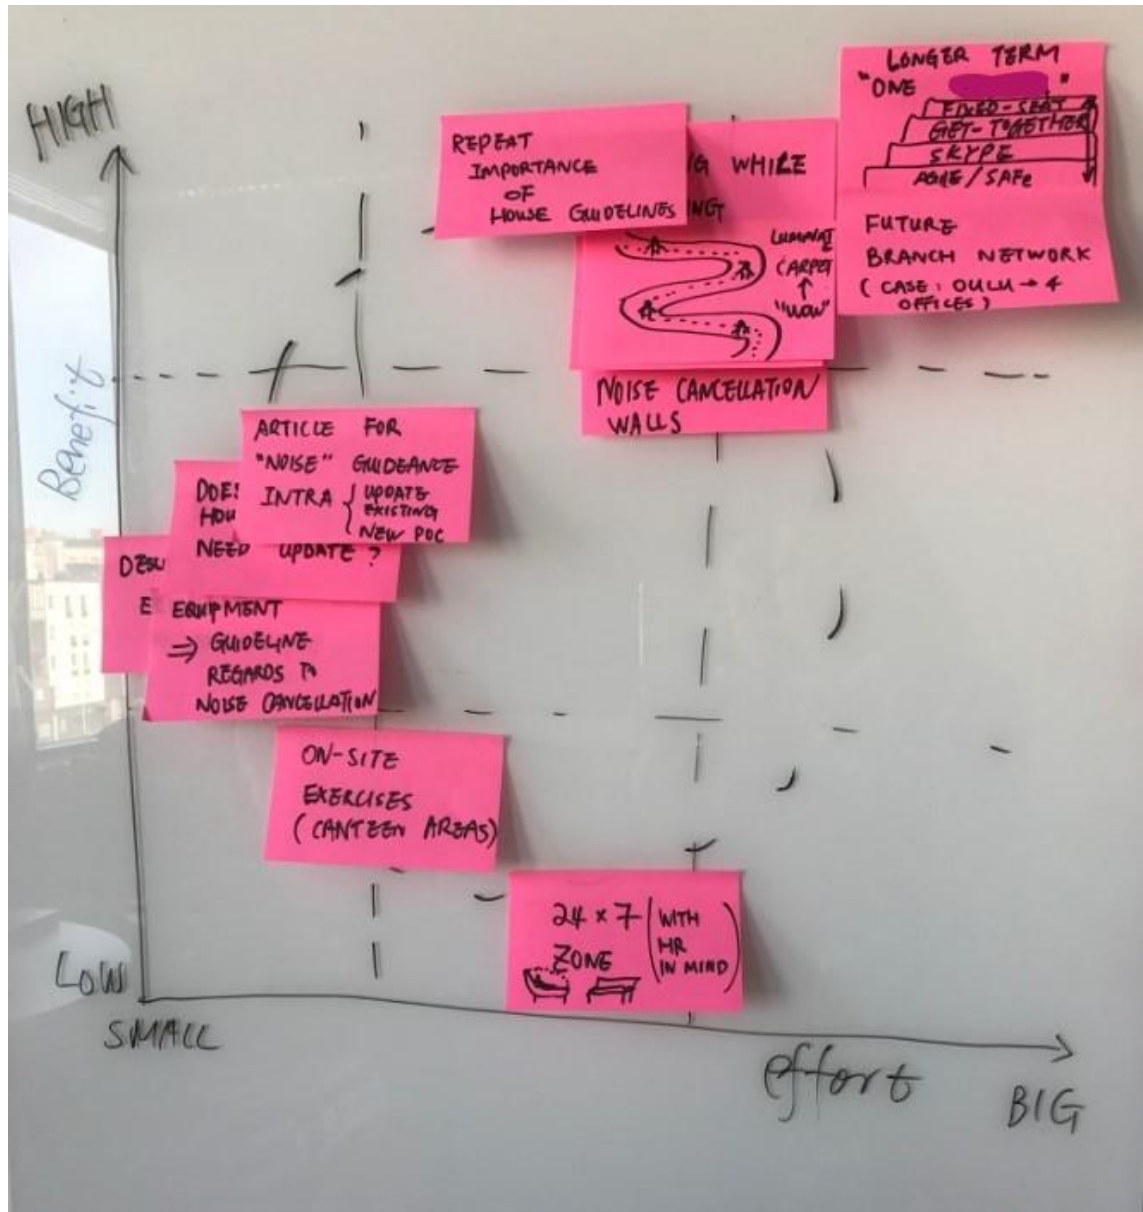 HIGH
Benefit
LOW
SMALL
effort
BIG
REPEAT
IMPORTANCE
OF
HOUSE GUIDELINES
WHILE
LUMINATE
CARPET
"WOW"
NOISE CANCELLATION
WALLS
LONGER TERM
"ONE "
FIXED-SEAT
GET-TOGETHER
SKYPE
AGILE/SAFe
FUTURE
BRANCH NETWORK
(CASE: OULU → 4
OFFICES)
ARTICLE FOR
"NOISE" GUIDEANCE
INTRA { UPDATE
EXISTING
NEW POC
DOES
HOU
NEED UPDATE?
E
EQUIPMENT
⇒ GUIDELINE
REGARDS TO
NOISE CANCELLATION
ON-SITE
EXERCISES
(CANTEEN AREAS)
24 x 7 (WITH
ZONE HR
IN MIND)